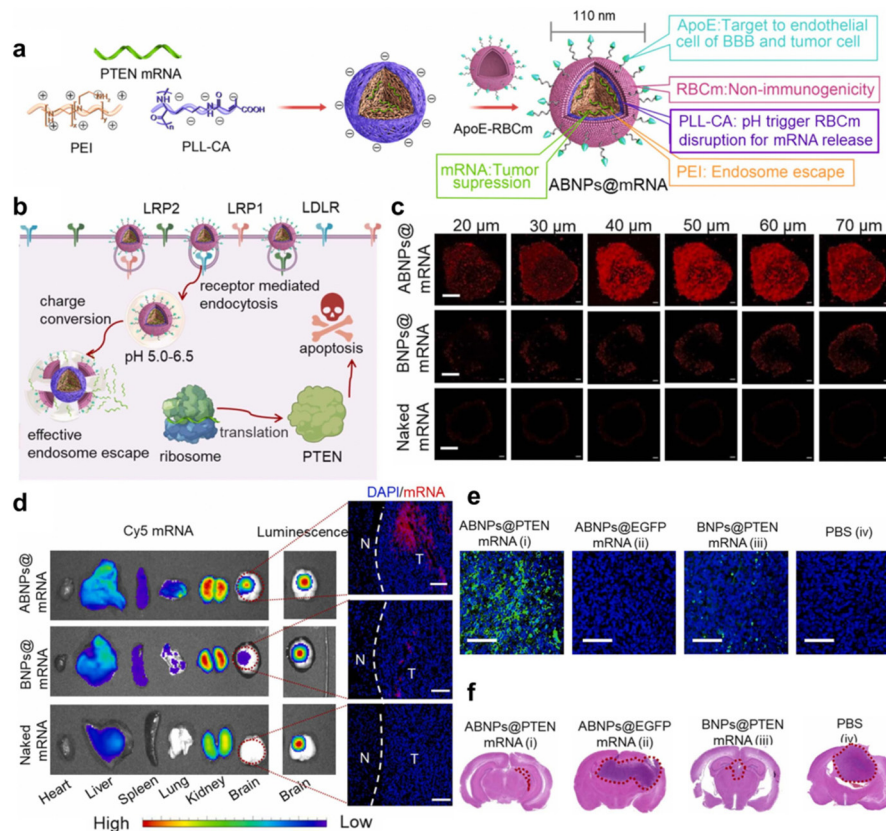 a
PTEN mRNA
PEI
PLL-CA
COOH
ApoE-RBCm
110 nm
ABNPs@mRNA
ApoE:Target to endothelial
cell of BBB and tumor cell
RBCm:Non-immunogenicity
PLL-CA: pH trigger RBCm
disruption for mRNA release
PEI: Endosome escape
mRNA:Tumor
supression
b
LRP2
LRP1
LDLR
receptor mediated
endocytosis
charge
conversion
pH 5.0-6.5
effective
endosome escape
ribosome
translation
PTEN
apoptosis
c
20 μm
30 μm
40 μm
50 μm
60 μm
70 μm
ABNPs@
mRNA
BNPs@
mRNA
Naked
mRNA
d
Cy5 mRNA
Luminescence
DAPI/mRNA
ABNPs@
mRNA
BNPs@
mRNA
Naked
mRNA
N
T
N
T
N
T
Heart
Liver
Spleen
Lung
Kidney
Brain
Brain
High
Low
e
ABNPs@PTEN
mRNA (i)
ABNPs@EGFP
mRNA (ii)
BNPs@PTEN
mRNA (iii)
PBS (iv)
f
ABNPs@PTEN
mRNA (i)
ABNPs@EGFP
mRNA (ii)
BNPs@PTEN
mRNA (iii)
PBS
(iv)